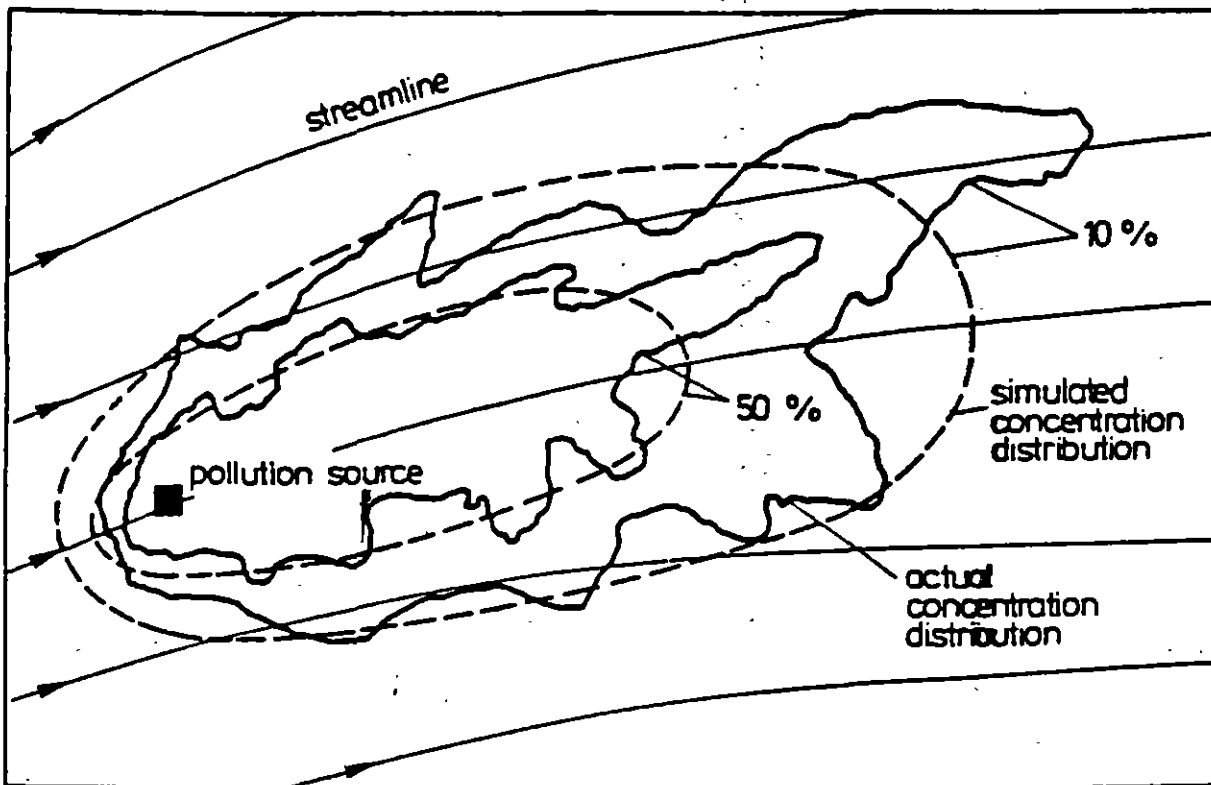 streamline
10 %
50 %
simulated
concentration
distribution
pollution source
actual
concentration
distribution